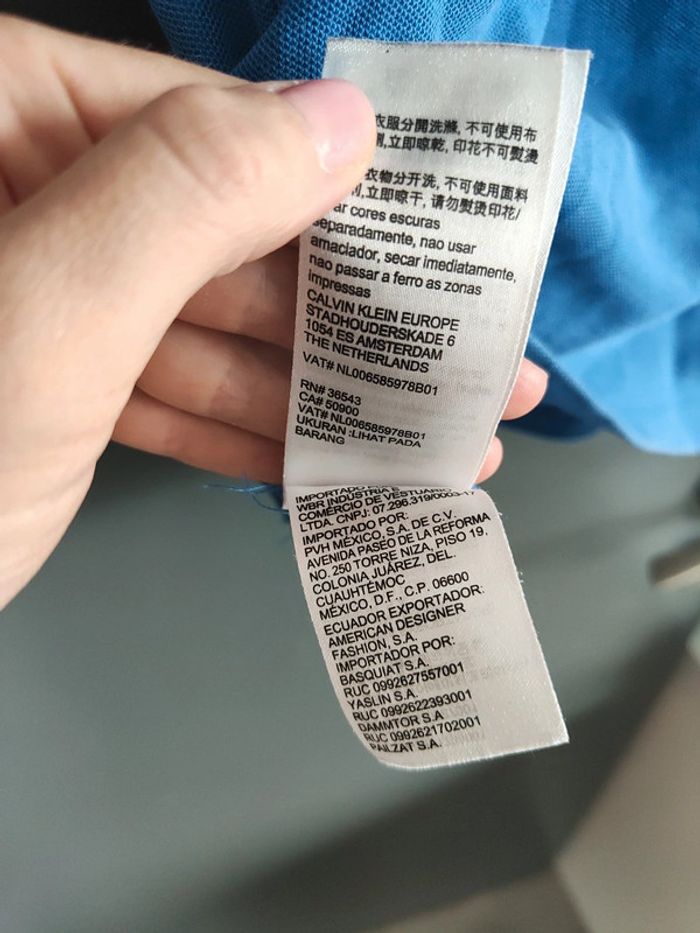 衣服分開洗滌, 不可使用布
立即晾乾, 印花不可熨燙
衣物分开洗, 不可使用面料
立即晾干, 请勿熨烫印花/
cores escuras
separadamente, nao usar
amaciador, secar imediatamente,
nao passar a ferro as zonas
impressas
CALVIN KLEIN EUROPE
STADHOUDERSKADE 6
1054 ES AMSTERDAM
THE NETHERLANDS
VAT# NL006585978B01
RN# 36543
CA# 50900
VAT# NL006585978B01
UKURAN :LIHAT PADA
BARANG
IMPORTADO
WBR INDUSTRIA E
COMERCIO DE VESTUARIO
LTDA. CNPJ: 07.296.319/0003-17
IMPORTADO POR:
PVH MÉXICO, S.A. DE C.V.
AVENIDA PASEO DE LA REFORMA
NO. 250 TORRE NIZA, PISO 19,
COLONIA JUÁREZ, DEL.
CUAUHTÉMOC
MÉXICO, D.F., C.P. 06600
ECUADOR EXPORTADOR:
AMERICAN DESIGNER
FASHION, S.A.
IMPORTADOR POR:
BASQUIAT S.A.
RUC 0992627557001
YASLIN S.A.
RUC 0992622393001
DAMMTOR S.A
RUC 0992621702001
PAILZAT S.A.